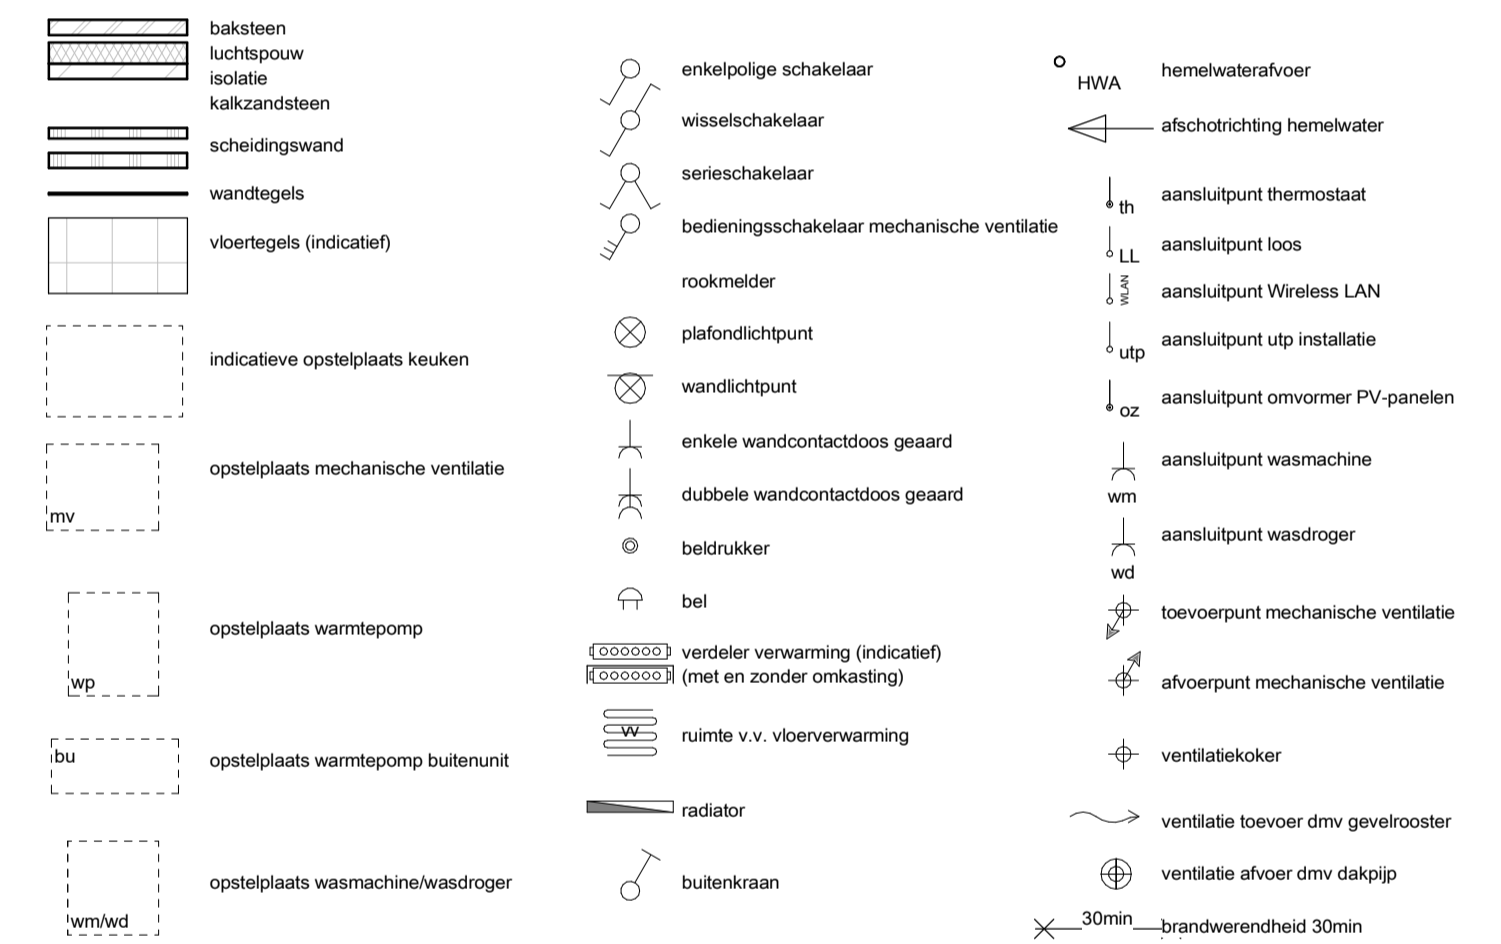 baksteen
luchtspouw
isolatie
kalkzandsteen
scheidingswand
wandtegels
vloertegels (indicatief)
indicatieve opstelplaats keuken
opstelplaats mechanische ventilatie
mv
opstelplaats warmtepomp
wp
bu
opstelplaats warmtepomp buitenunit
opstelplaats wasmachine/wasdroger
wm/wd
enkelpolige schakelaar
wisselschakelaar
serieschakelaar
bedieningsschakelaar mechanische ventilatie
rookmelder
plafondlichtpunt
wandlichtpunt
enkele wandcontactdoos geaard
dubbele wandcontactdoos geaard
beldrukker
bel
verdeler verwarming (indicatief)
(met en zonder omkasting)
vv
ruimte v.v. vloerverwarming
radiator
buitenkraan
hemelwaterafvoer
HWA
afschotrichting hemelwater
aansluitpunt thermostaat
th
aansluitpunt loos
LL
WLAN
aansluitpunt Wireless LAN
aansluitpunt utp installatie
utp
aansluitpunt omvormer PV-panelen
oz
aansluitpunt wasmachine
wm
aansluitpunt wasdroger
wd
toevoerpunt mechanische ventilatie
afvoerpunt mechanische ventilatie
ventilatiekoker
ventilatie toevoer dmv gevelrooster
ventilatie afvoer dmv dakpijp
30min
brandwerendheid 30min